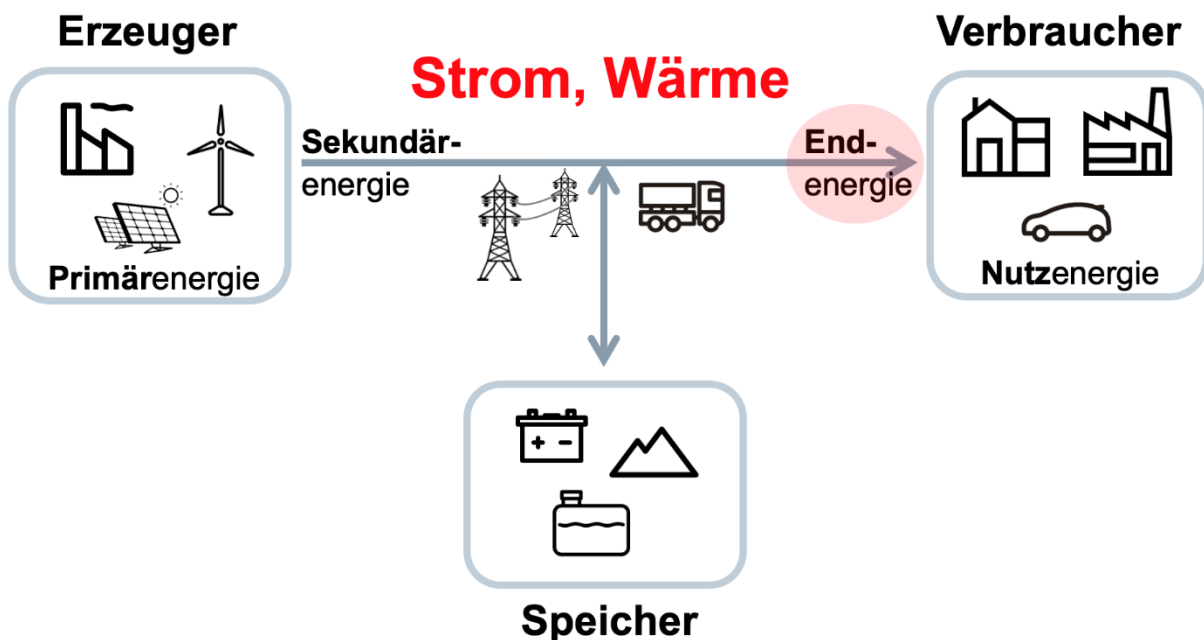 Erzeuger
Verbraucher
Strom, Wärme
Sekundär-
energie
End-
energie
Primärenergie
Nutzenergie
+ -
Speicher